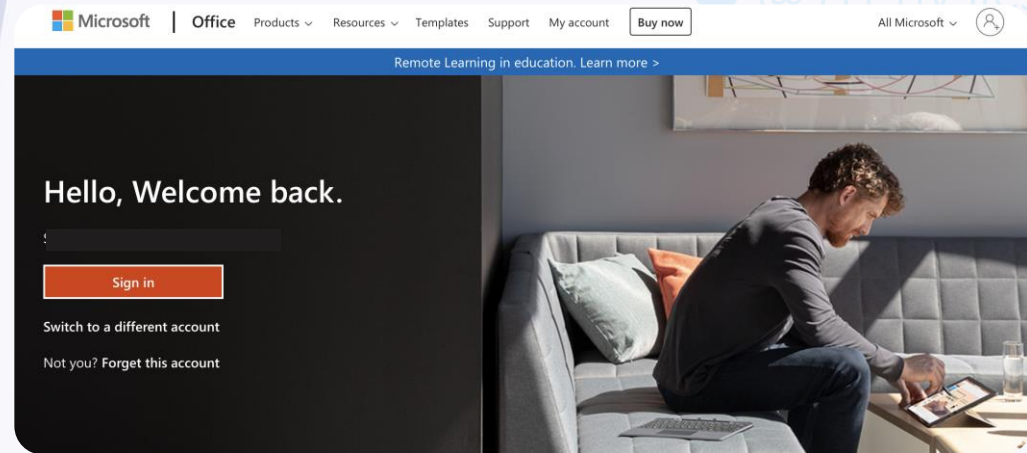 Microsoft Office Products Resources Templates Support My account Buy now All Microsoft
Remote Learning in education. Learn more >
Hello, Welcome back.
Sign in
Switch to a different account
Not you? Forget this account